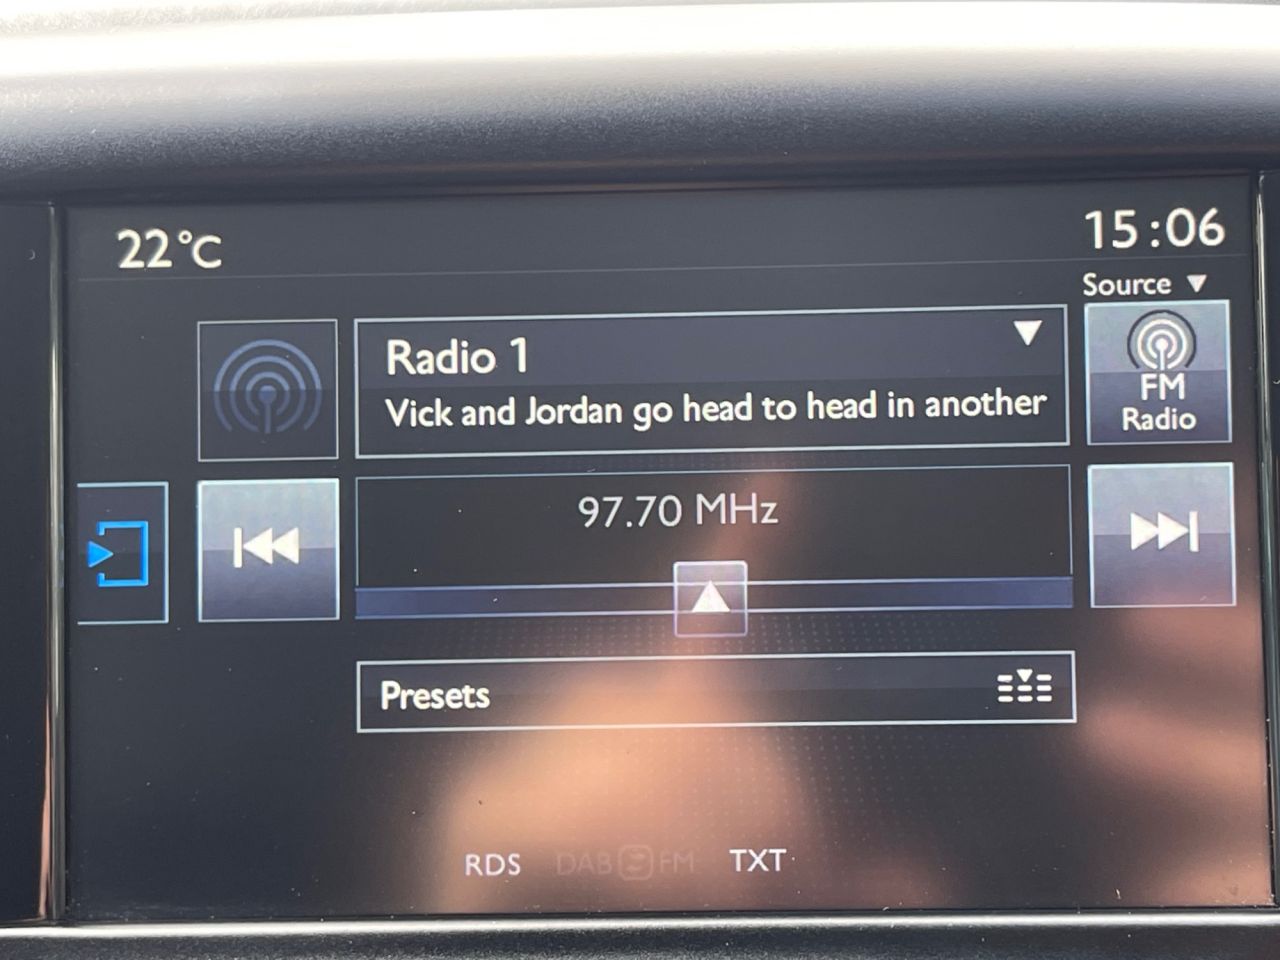 22°C
15:06
Source
Radio 1
Vick and Jordan go head to head in another
FM
Radio
97.70 MHz
Presets
RDS DAB FM TXT